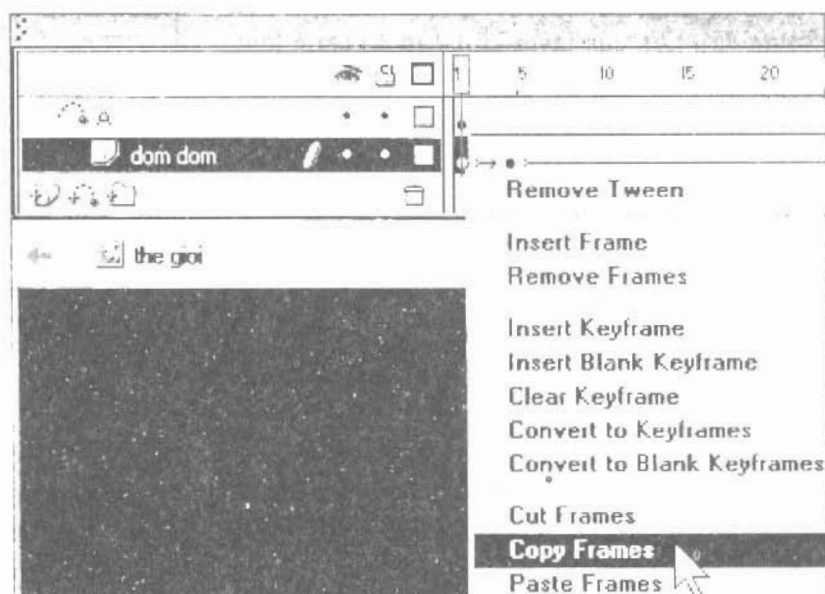 1 5 10 15 20
dom dom
the gioi
Remove Tween
Insert Frame
Remove Frames
Insert Keyframe
Insert Blank Keyframe
Clear Keyframe
Convert to Keyframes
Convert to Blank Keyframes
Cut Frames
Copy Frames
Paste Frames